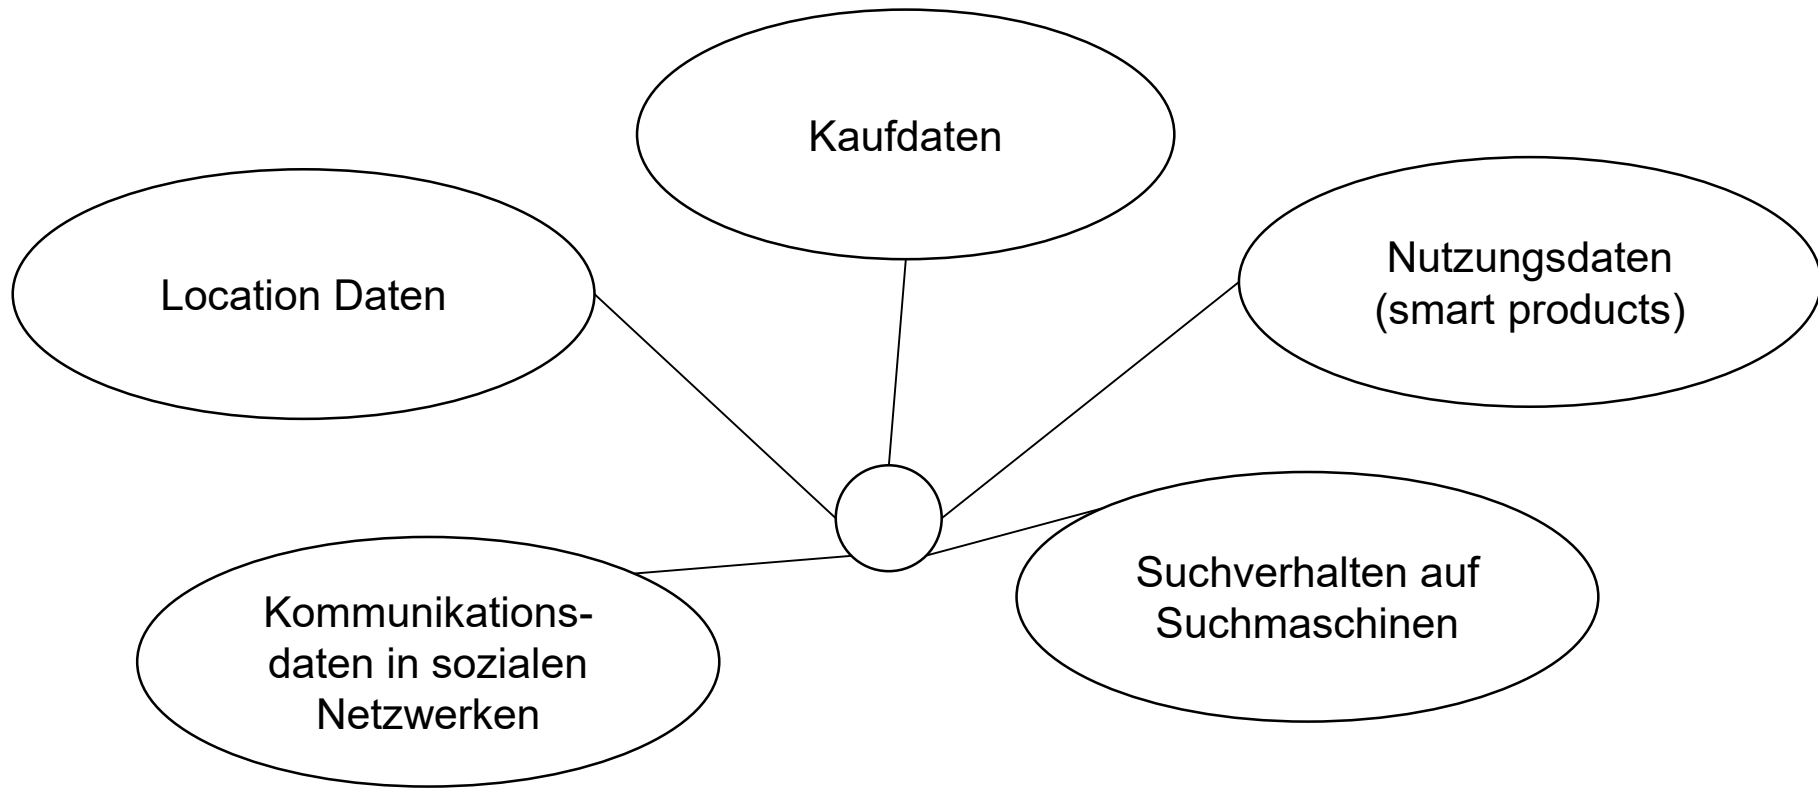 Kaufdaten
Location Daten
Nutzungsdaten
(smart products)
Suchverhalten auf
Suchmaschinen
Kommunikations-
daten in sozialen
Netzwerken